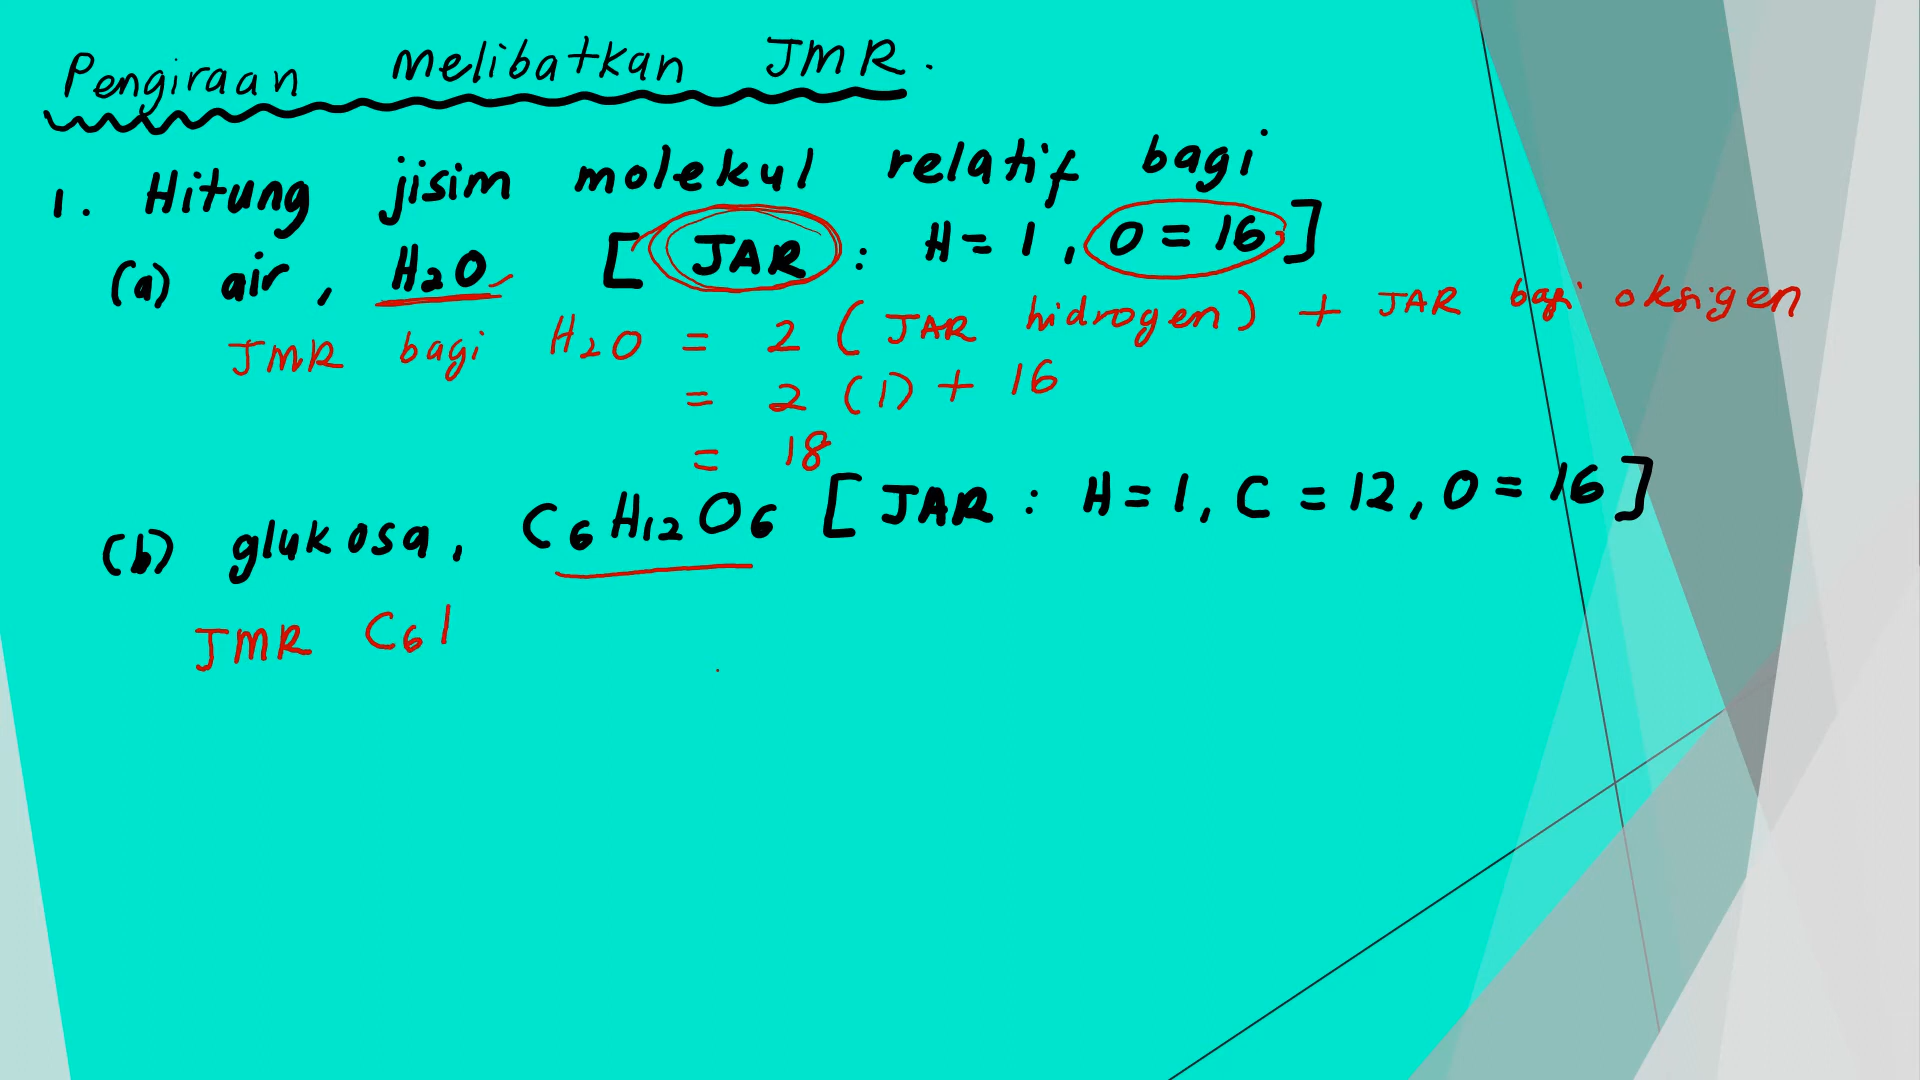 Pengiraan melibatkan JMR.
1. Hitung jisim molekul relatif bagi
(a) air, H₂O [JAR : H = 1, O = 16]
JMR bagi H₂O = 2 (JAR hidrogen) + JAR bagi oksigen
= 2 (1) + 16
= 18
(b) glukosa, C₆H₁₂O₆ [JAR : H = 1, C = 12, O = 16]
JMR C₆l